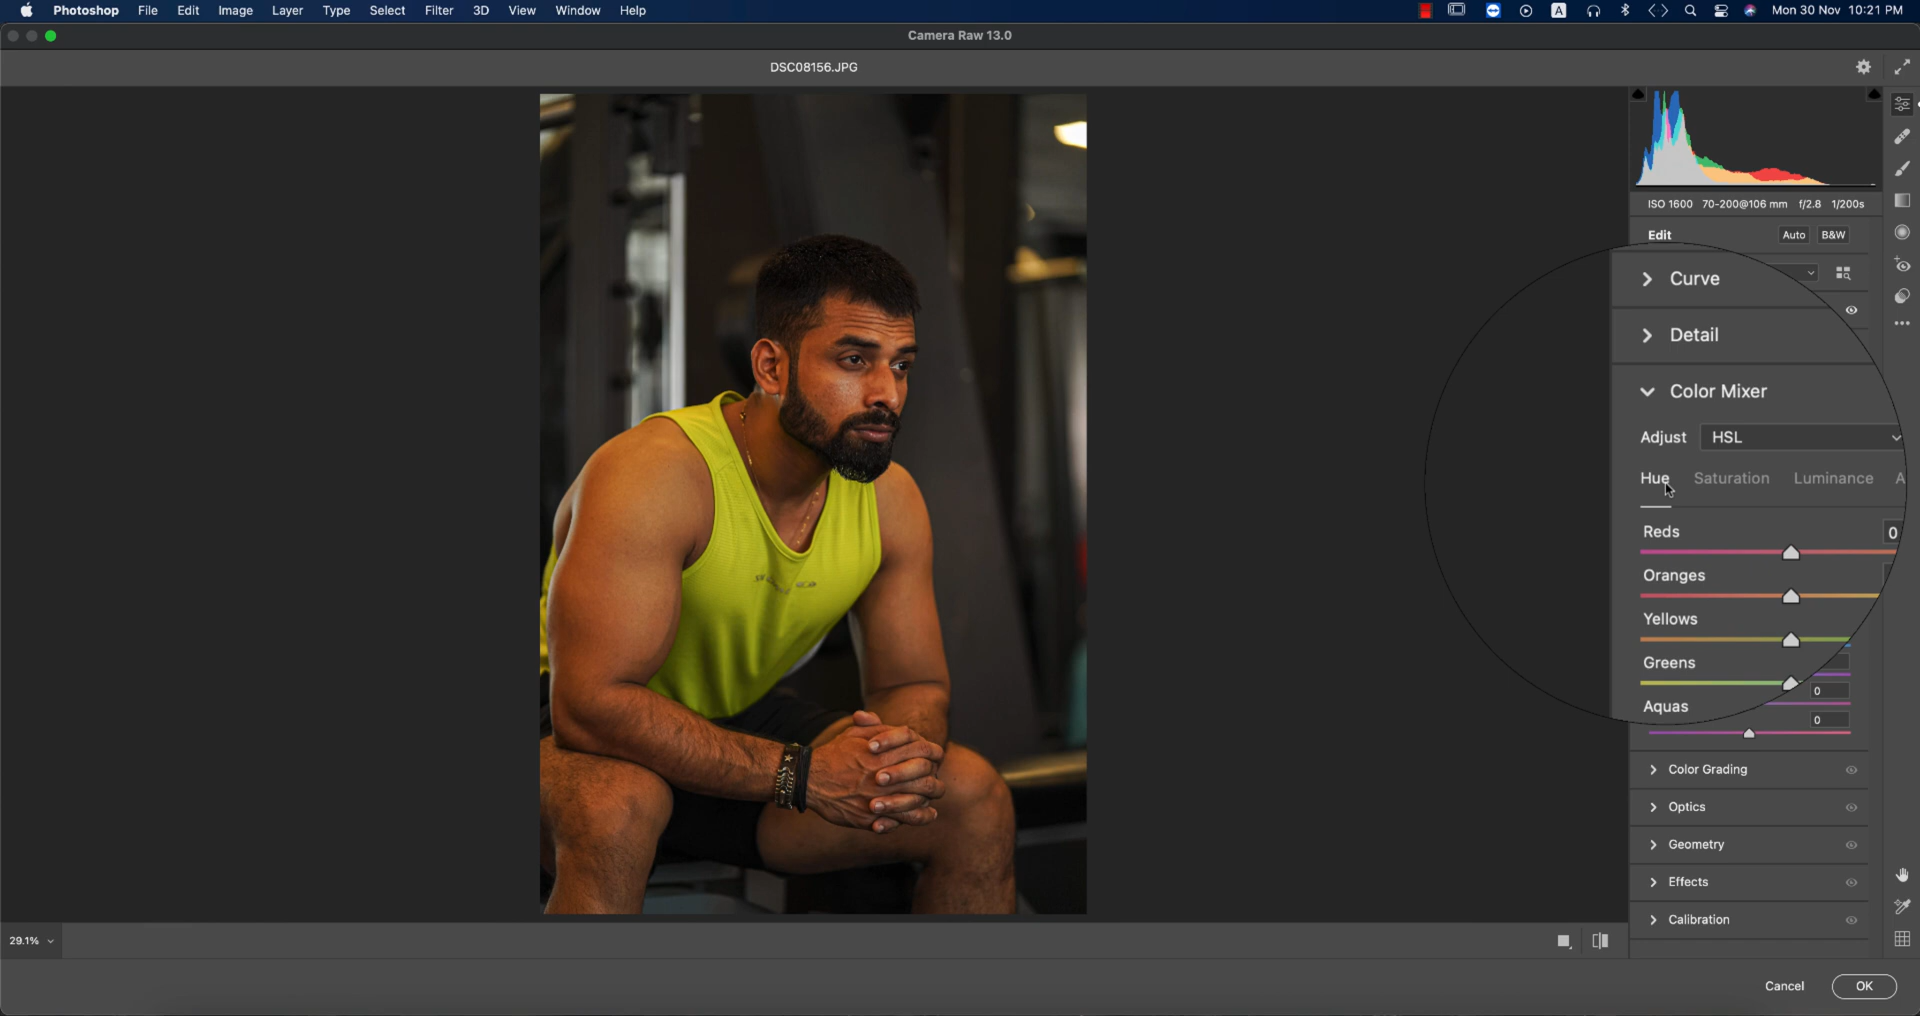 Photoshop File Edit Image Layer Type Select Filter 3D View Window Help A Mon 30 Nov 10:21 PM
Camera Raw 13.0
DSC08156.JPG
ISO 1600 70-200@106 mm f/2.8 1/200s
Edit Auto B&W
Curve
Detail
Color Mixer
Adjust HSL
Hue Saturation Luminance A
Reds 0
Oranges
Yellows
Greens
0
Aquas
0
Color Grading
Optics
Geometry
Effects
Calibration
29.1%
Cancel OK